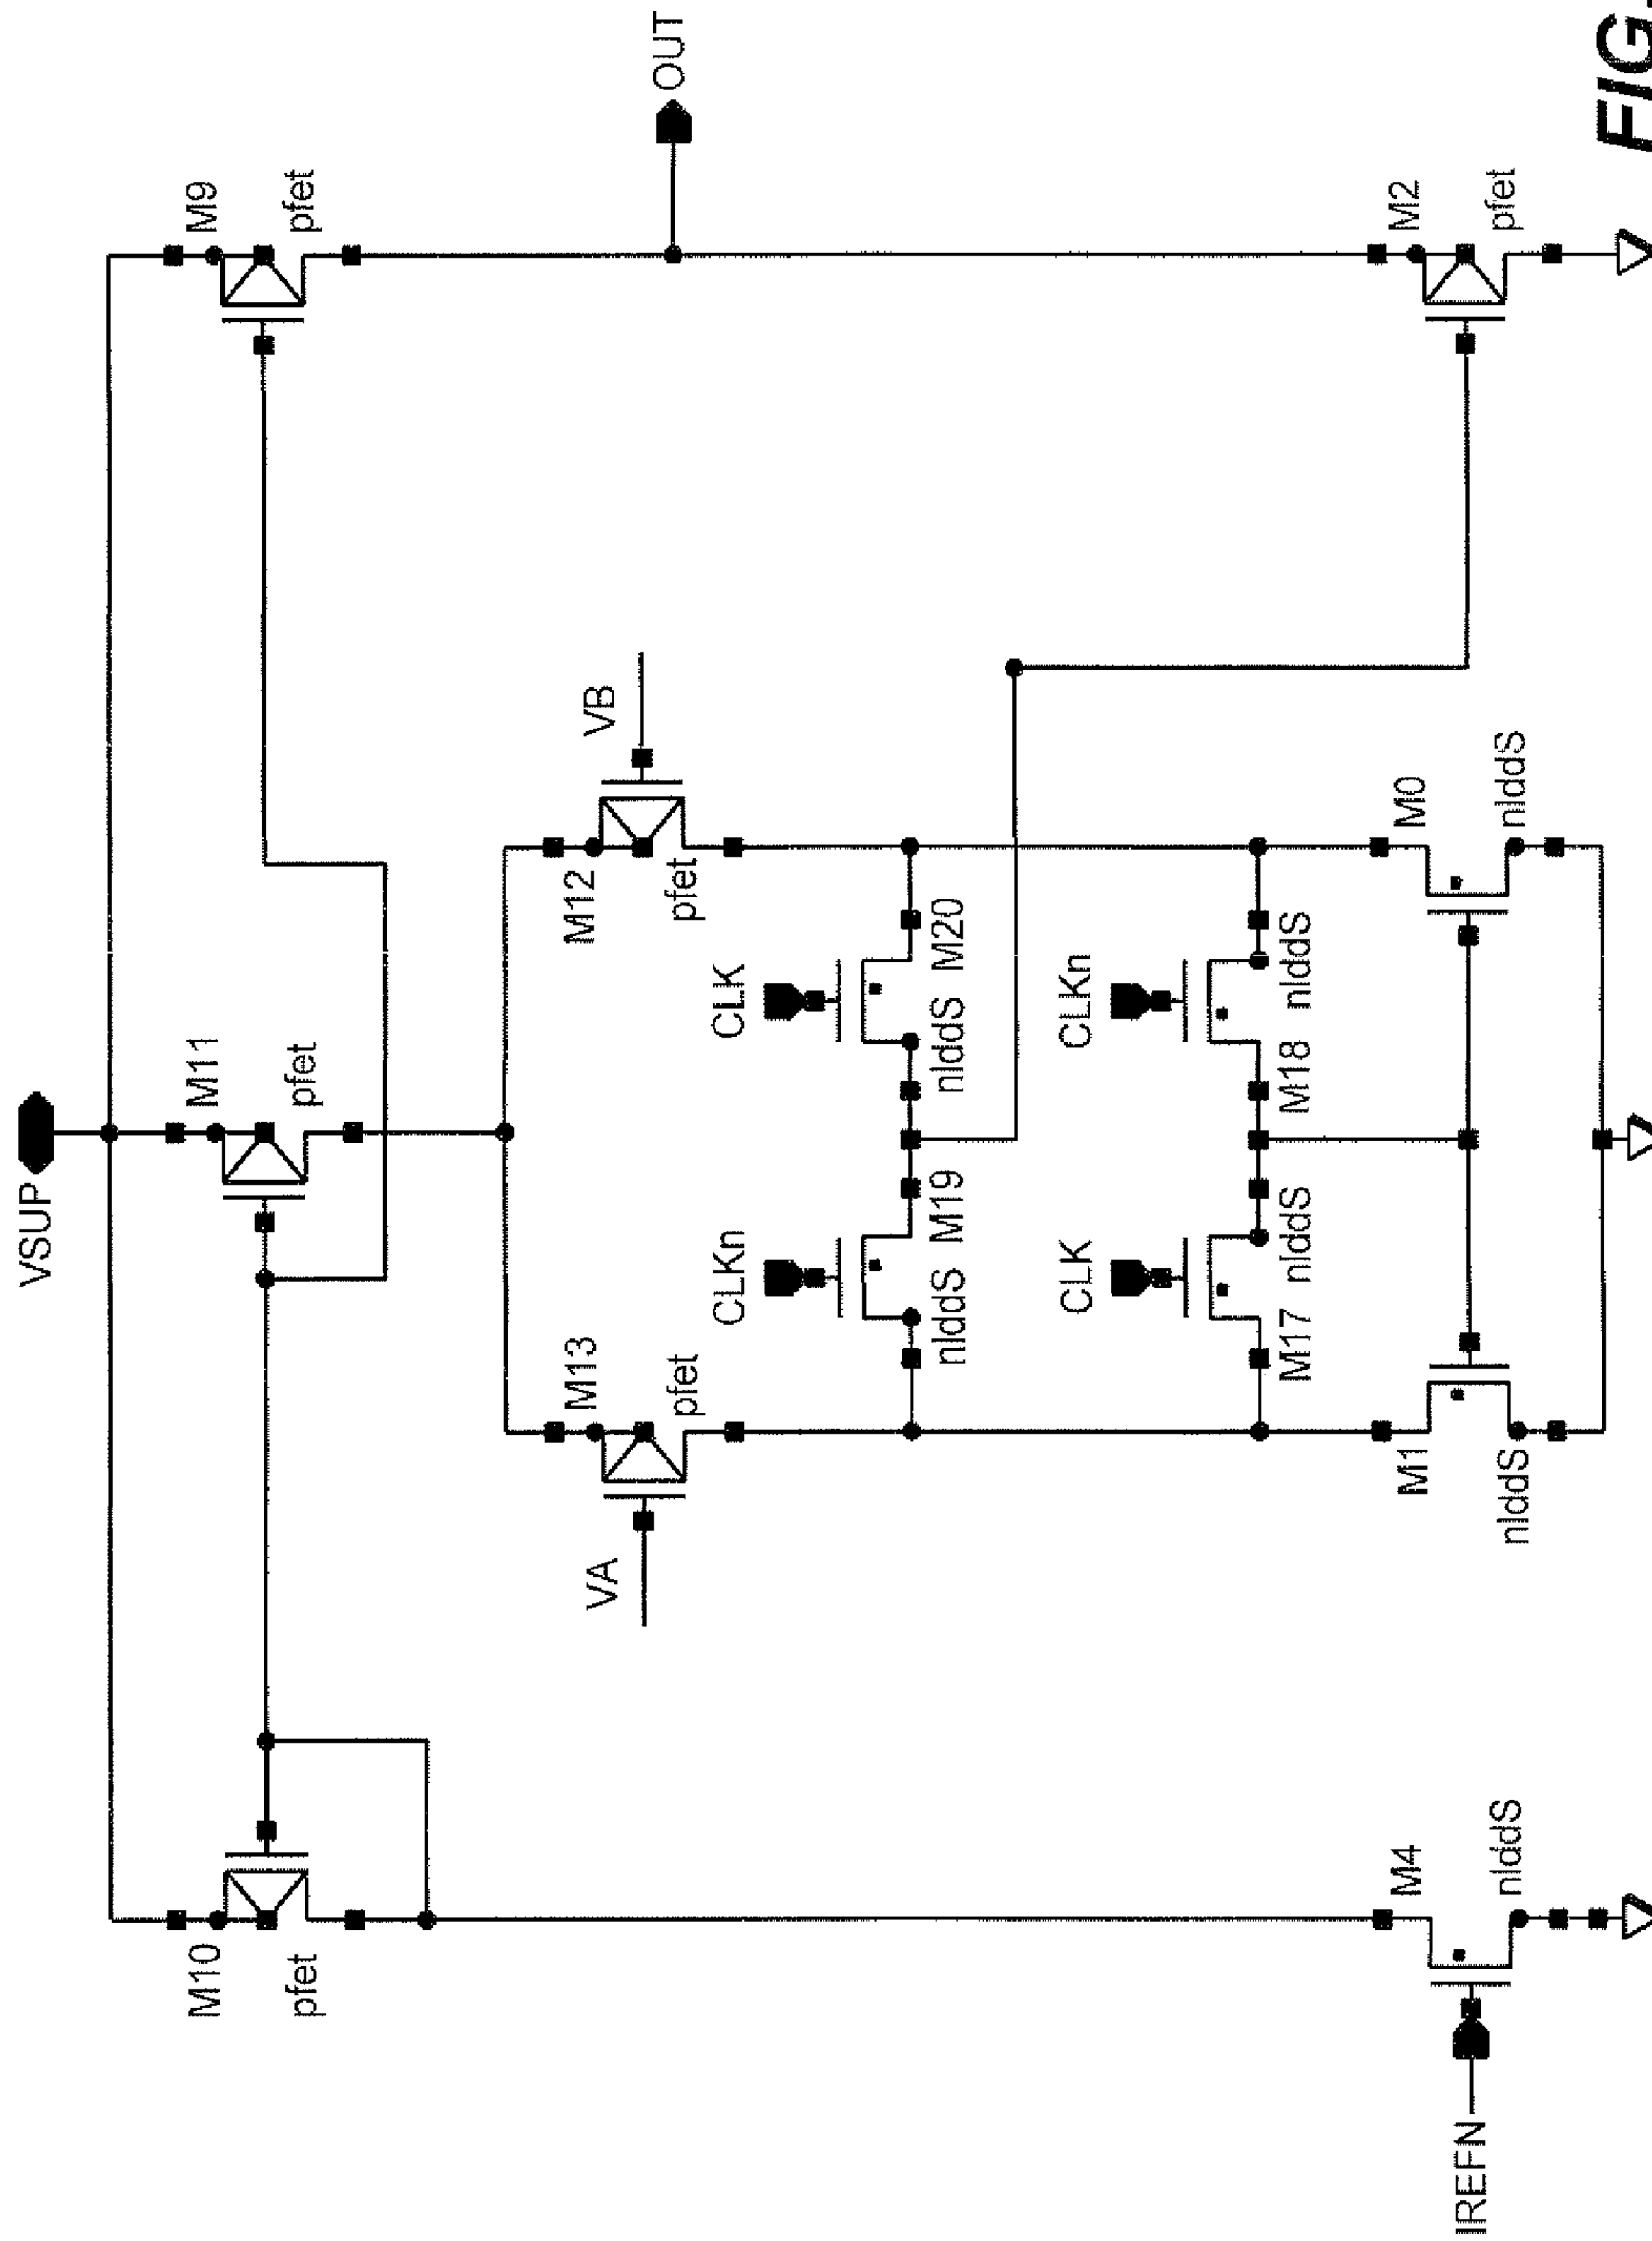 VSUP
M10
pfet
M11
pfet
M9
pfet
M13
pfet
M12
pfet
VA
VB
OUT
CLKn
CLK
nlddS M19
nlddS M20
CLK
CLKn
M17 nlddS
M18 nlddS
M4
nlddS
IREFN
M1
nlddS
M0
nlddS
M2
pfet
FIG.